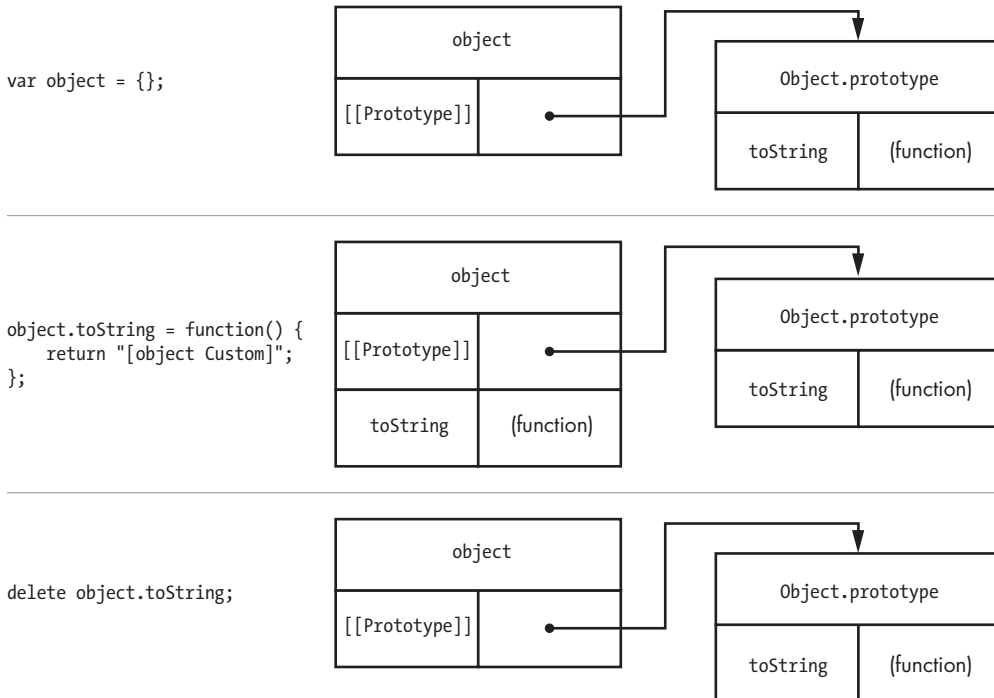 var object = {};
object
[[Prototype]]
Object.prototype
toString (function)
object.toString = function() {
    return "[object Custom]";
};
object
[[Prototype]]
toString (function)
Object.prototype
toString (function)
delete object.toString;
object
[[Prototype]]
Object.prototype
toString (function)